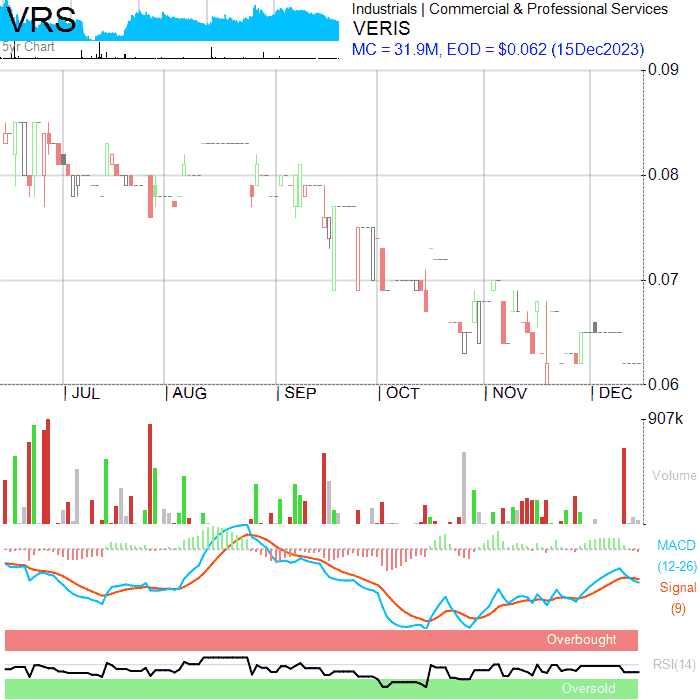 VRS
5yr Chart
Industrials | Commercial & Professional Services
VERIS
MC = 31.9M, EOD = $0.062 (15Dec2023)
0.09
0.08
0.07
0.06
JUL AUG SEP OCT NOV DEC
907k
Volume
MACD
(12-26)
Signal
(9)
Overbought
RSI(14)
Oversold